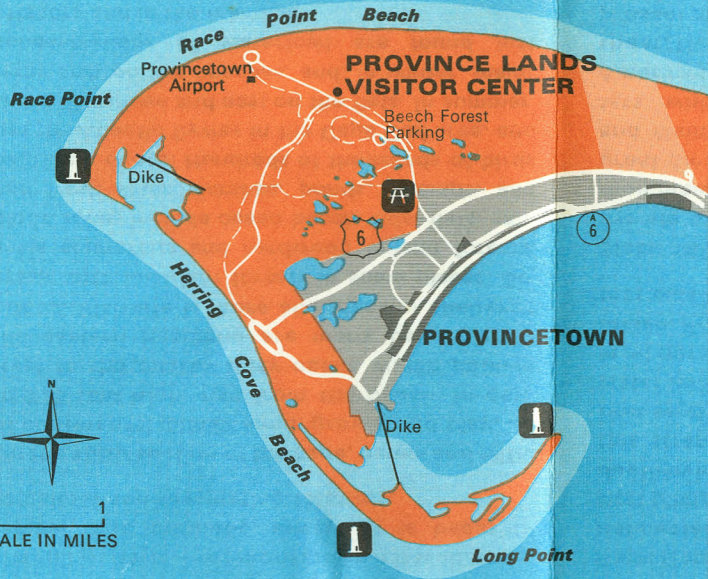 Race Point Beach
PROVINCE LANDS
VISITOR CENTER
Provincetown
Airport
Race Point
Beech Forest
Parking
Dike
6
A
6
Herring Cove Beach
PROVINCETOWN
N
Dike
1
ALE IN MILES
Long Point